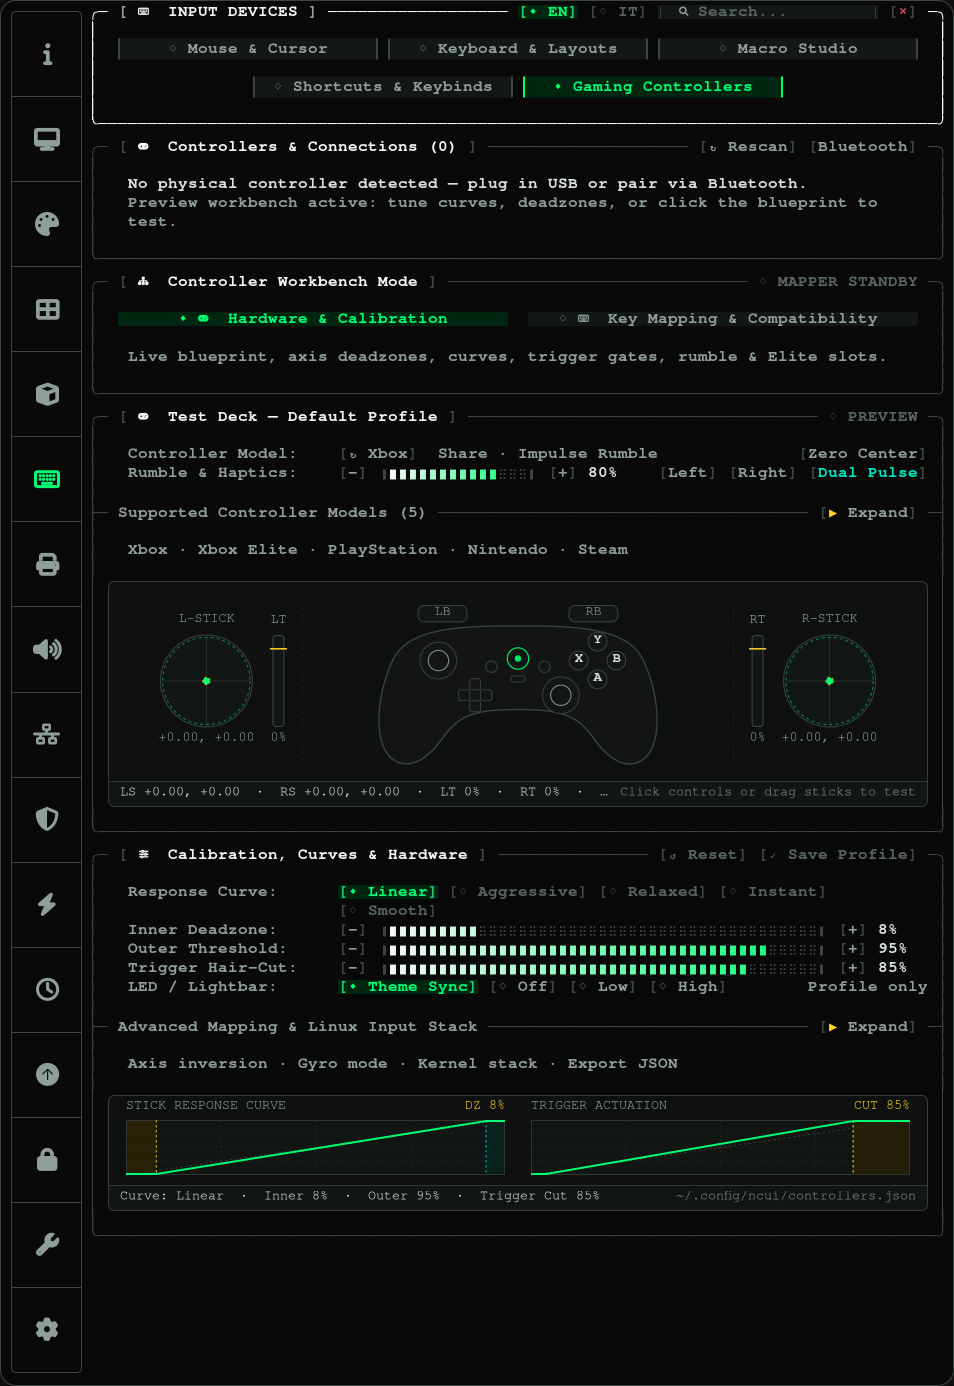 [ INPUT DEVICES ] [♦ EN] [♢ IT] Search... [×]
♢ Mouse & Cursor ♢ Keyboard & Layouts ♢ Macro Studio
♢ Shortcuts & Keybinds ♦ Gaming Controllers
[ Controllers & Connections (0) ] [↻ Rescan] [Bluetooth]
No physical controller detected — plug in USB or pair via Bluetooth.
Preview workbench active: tune curves, deadzones, or click the blueprint to
test.
[ Controller Workbench Mode ] ♢ MAPPER STANDBY
♦ Hardware & Calibration ♢ Key Mapping & Compatibility
Live blueprint, axis deadzones, curves, trigger gates, rumble & Elite slots.
[ Test Deck — Default Profile ] ♢ PREVIEW
Controller Model: [↻ Xbox] Share · Impulse Rumble [Zero Center]
Rumble & Haptics: [−] [+] 80% [Left] [Right] [Dual Pulse]
Supported Controller Models (5) [▶ Expand]
Xbox · Xbox Elite · PlayStation · Nintendo · Steam
LB RB
L-STICK LT RT R-STICK
Y
X B
A
+0.00, +0.00 0% 0% +0.00, +0.00
LS +0.00, +0.00 · RS +0.00, +0.00 · LT 0% · RT 0% · … Click controls or drag sticks to test
[ Calibration, Curves & Hardware ] [↺ Reset] [✓ Save Profile]
Response Curve: [♦ Linear] [♢ Aggressive] [♢ Relaxed] [♢ Instant]
[♢ Smooth]
Inner Deadzone: [−] [+] 8%
Outer Threshold: [−] [+] 95%
Trigger Hair-Cut: [−] [+] 85%
LED / Lightbar: [♦ Theme Sync] [♢ Off] [♢ Low] [♢ High] Profile only
Advanced Mapping & Linux Input Stack [▶ Expand]
Axis inversion · Gyro mode · Kernel stack · Export JSON
STICK RESPONSE CURVE DZ 8% TRIGGER ACTUATION CUT 85%
Curve: Linear · Inner 8% · Outer 95% · Trigger Cut 85% ~/.config/ncui/controllers.json